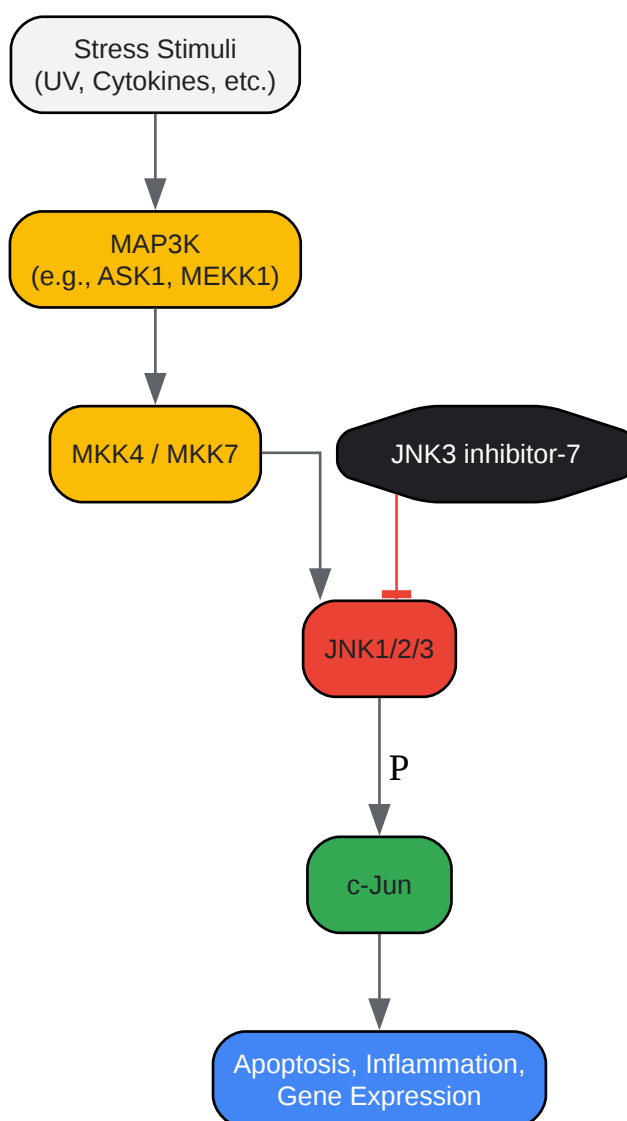 Stress Stimuli
(UV, Cytokines, etc.)
MAP3K
(e.g., ASK1, MEKK1)
MKK4 / MKK7
JNK3 inhibitor-7
JNK1/2/3
P
c-Jun
Apoptosis, Inflammation,
Gene Expression